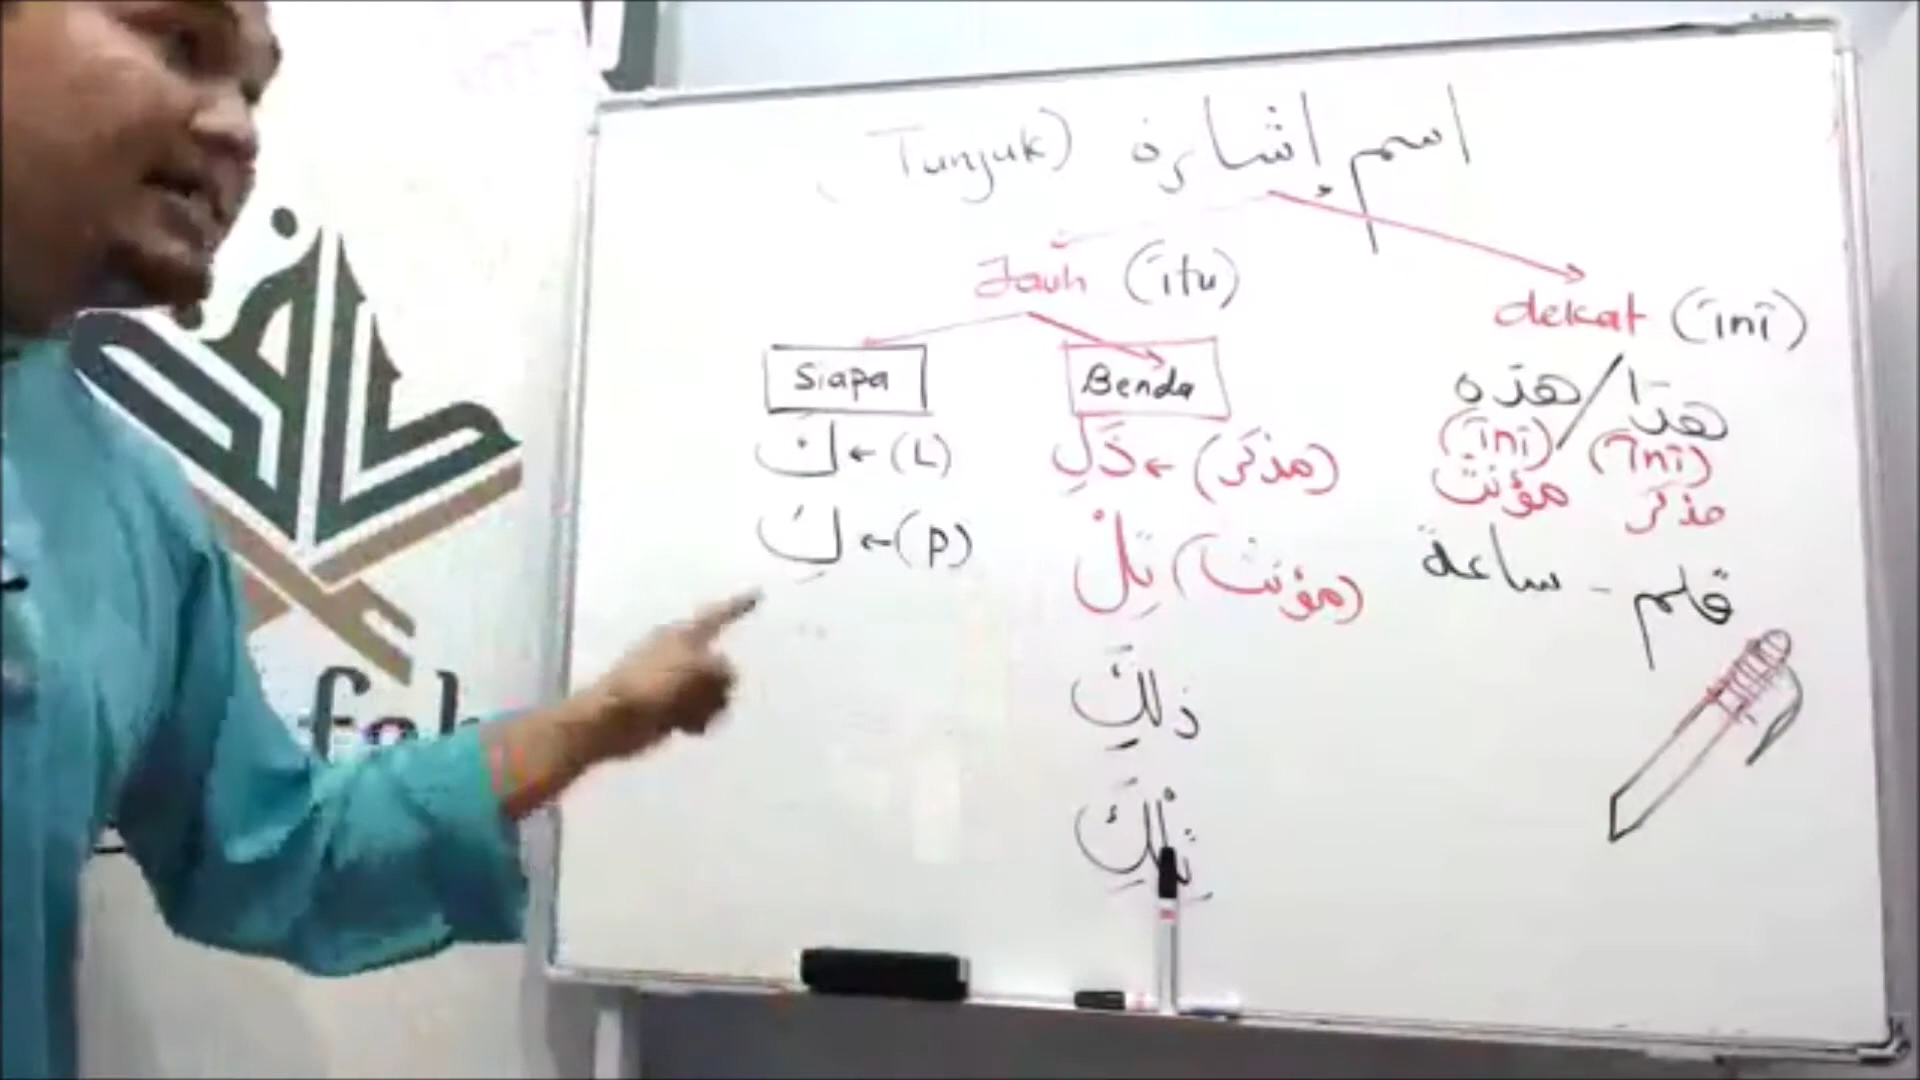 اسم إشارة (Tunjuk)
Jauh (itu)
dekat (ini)
Siapa
Benda
هذا / هذه
(ini) (ini)
مذكر مؤنث
كَ ← (L)
كِ ← (P)
ذَلِ ← (مذكر)
تِلْ (مؤنث)
قلم - ساعة
ذلكَِ
تِلْكَِ